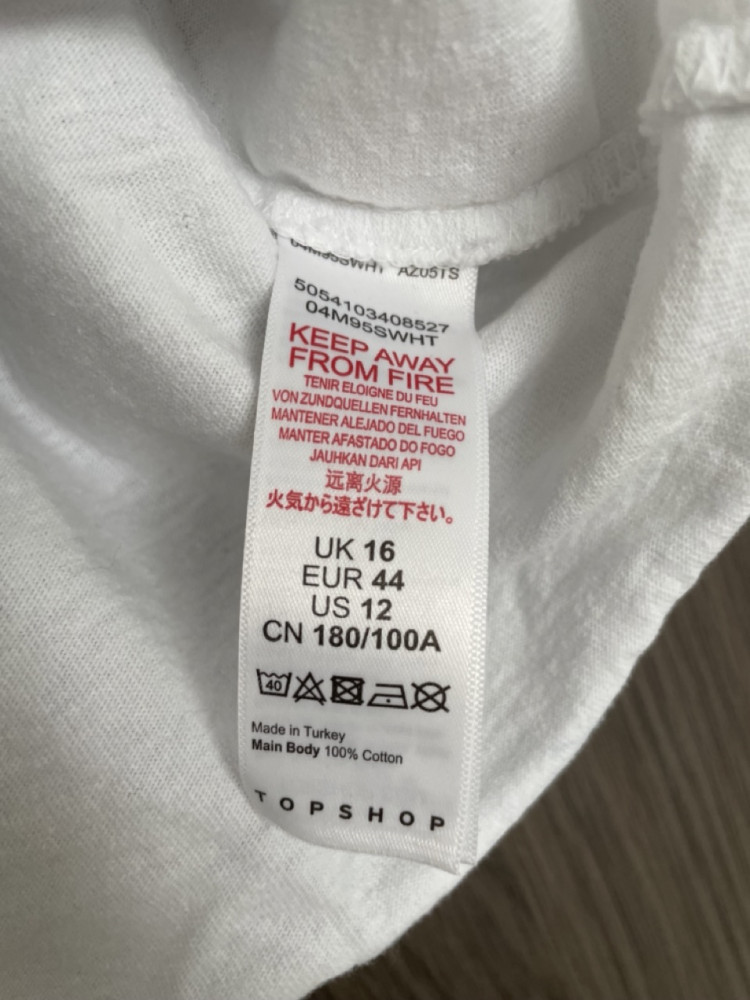 04M95SWHT AZ051S
5054103408527
04M95SWHT
KEEP AWAY
FROM FIRE
TENIR ELOIGNE DU FEU
VON ZUNDQUELLEN FERNHALTEN
MANTENER ALEJADO DEL FUEGO
MANTER AFASTADO DO FOGO
JAUHKAN DARI API
远离火源
火気から遠ざけて下さい。
UK 16
EUR 44
US 12
CN 180/100A
40
Made in Turkey
Main Body 100% Cotton
TOPSHOP